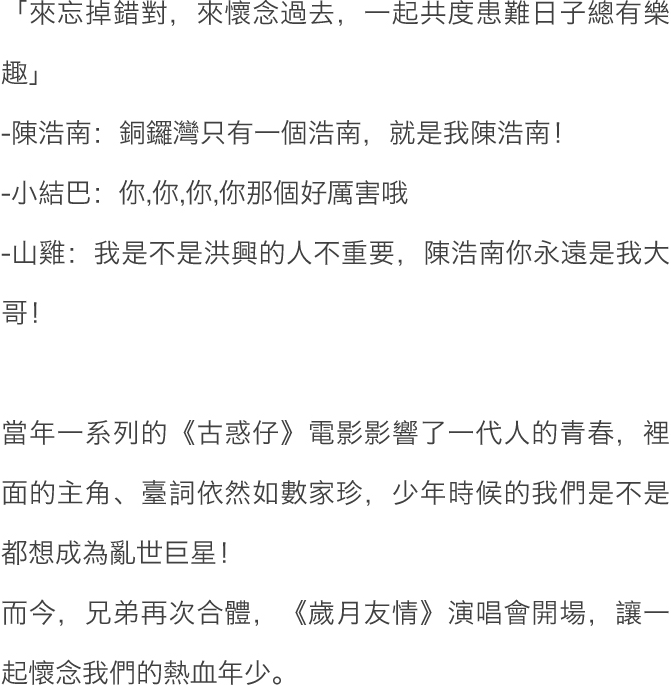 「來忘掉錯對，來懷念過去，一起共度患難日子總有樂
趣」
-陳浩南：銅鑼灣只有一個浩南，就是我陳浩南！
-小結巴：你,你,你,你那個好厲害哦
-山雞：我是不是洪興的人不重要，陳浩南你永遠是我大
哥！
當年一系列的《古惑仔》電影影響了一代人的青春，裡
面的主角、臺詞依然如數家珍，少年時候的我們是不是
都想成為亂世巨星！
而今，兄弟再次合體，《歲月友情》演唱會開場，讓一
起懷念我們的熱血年少。